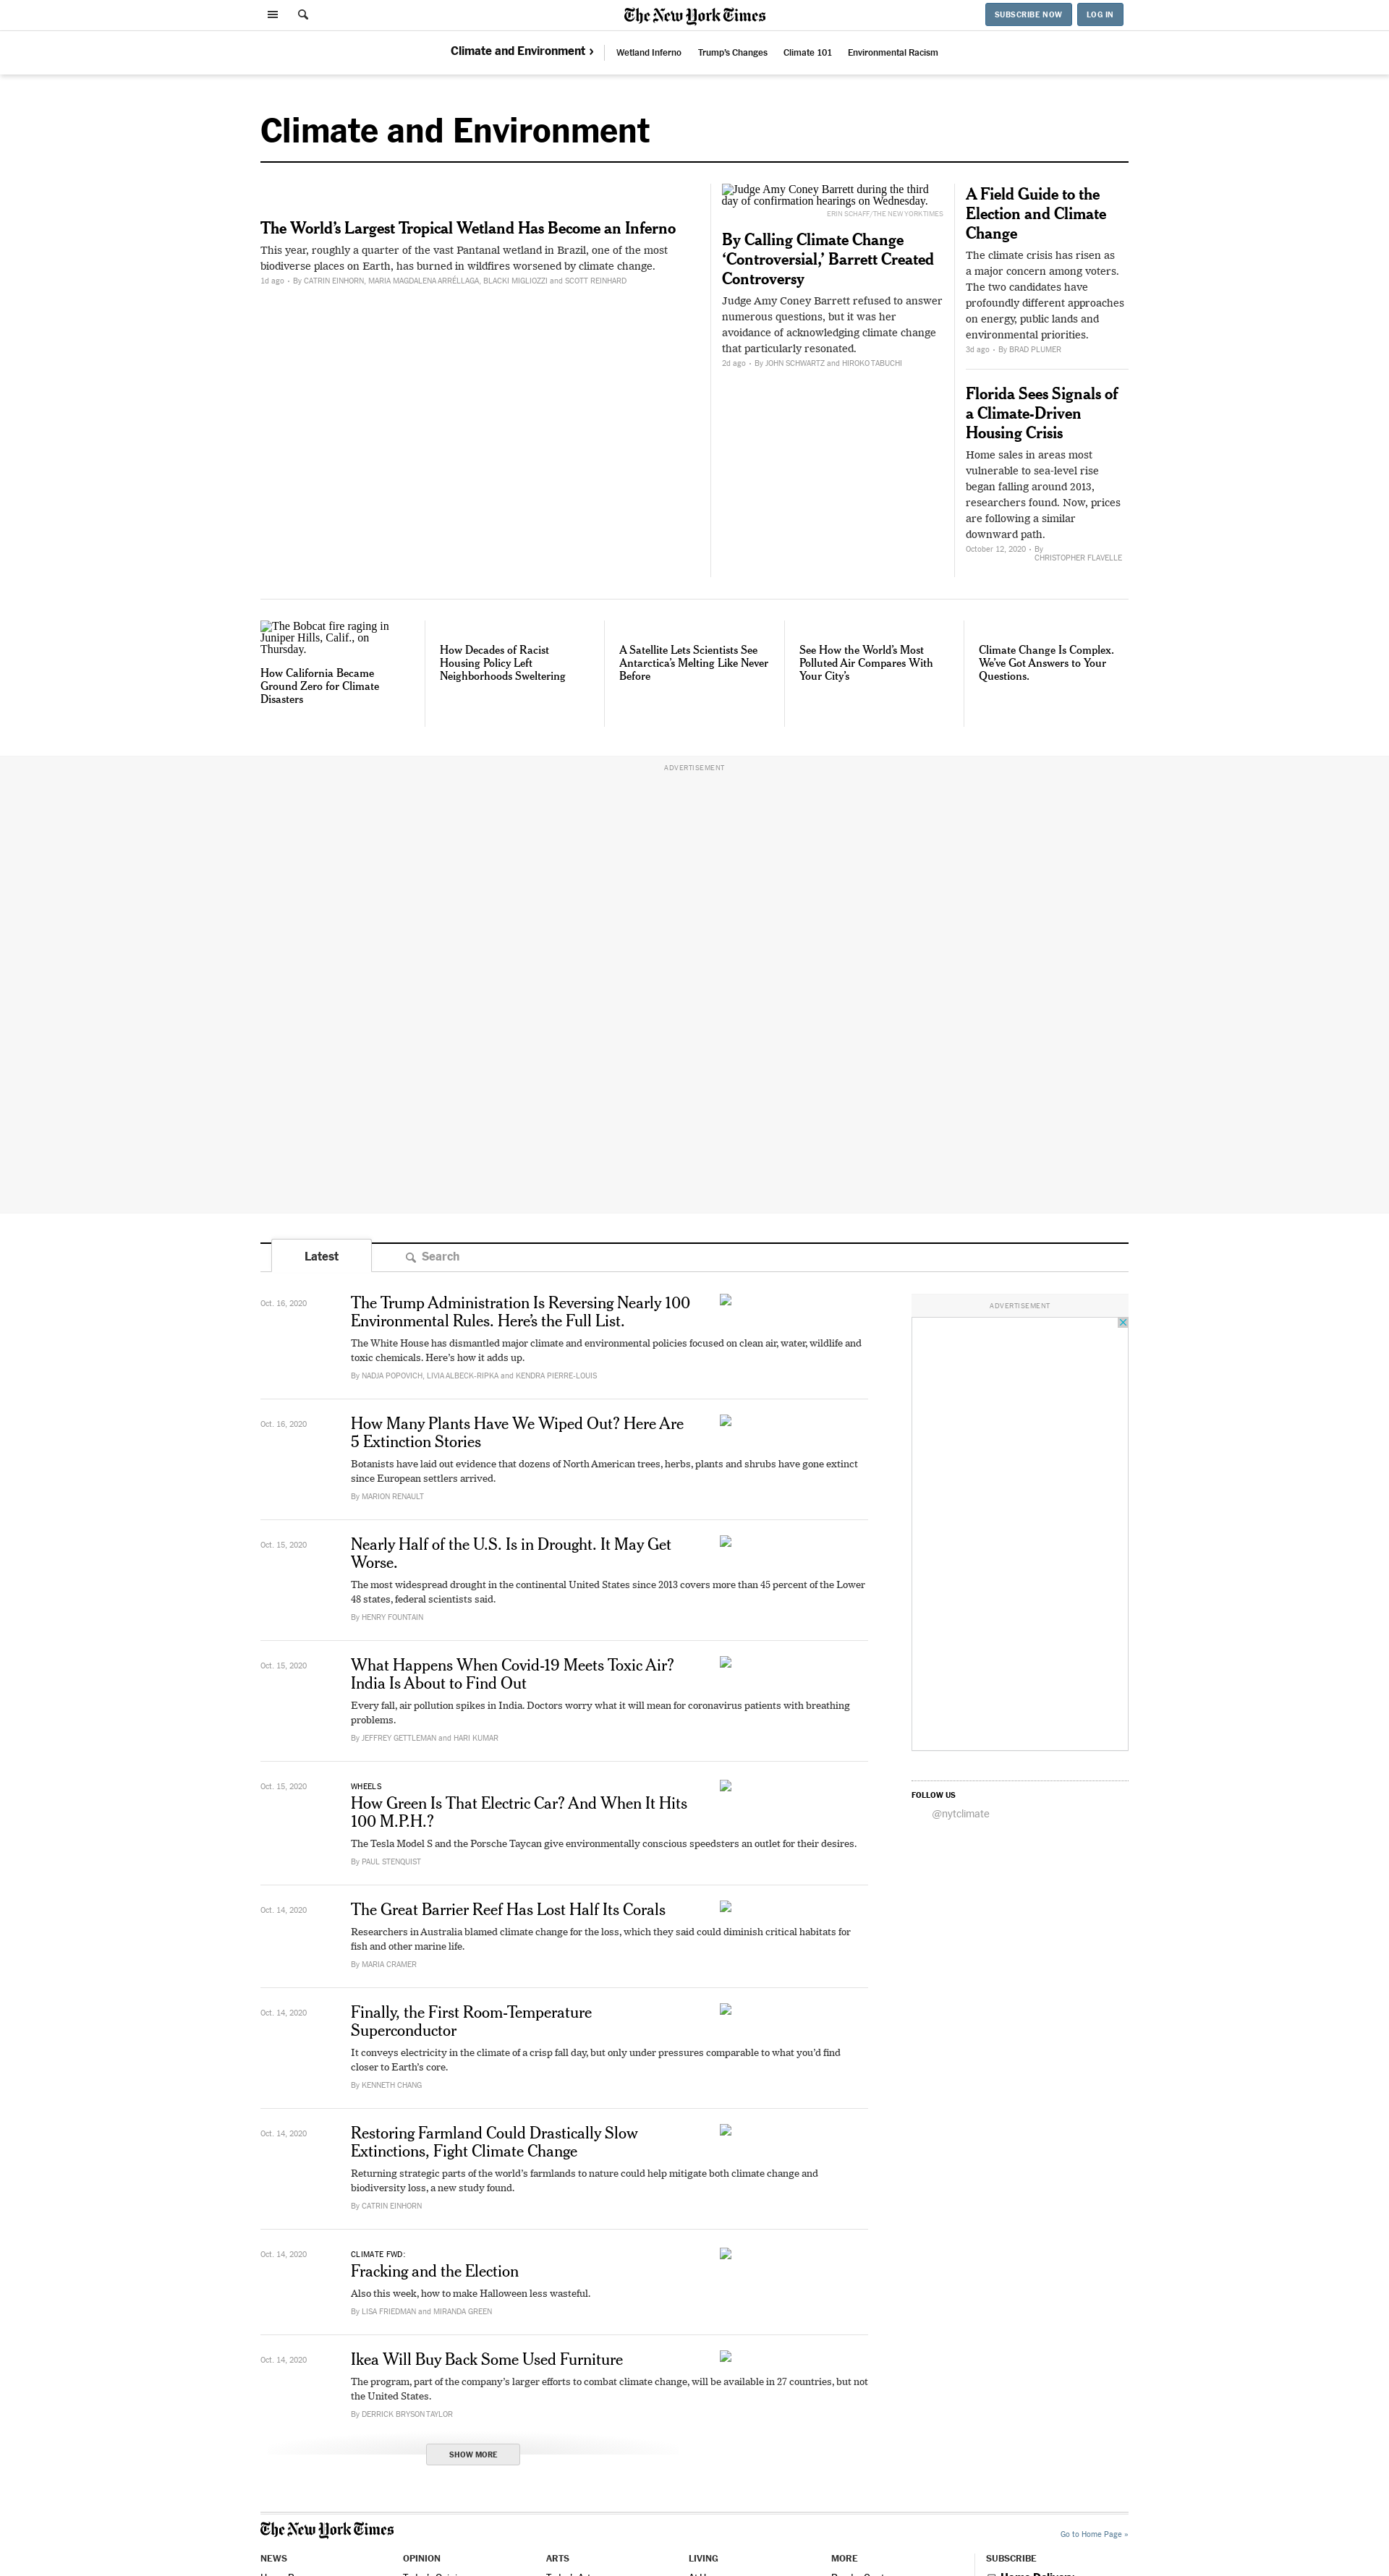 The New York Times
SUBSCRIBE NOW
LOG IN
Climate and Environment ›
Wetland Inferno
Trump's Changes
Climate 101
Environmental Racism
Climate and Environment
The World's Largest Tropical Wetland Has Become an Inferno
This year, roughly a quarter of the vast Pantanal wetland in Brazil, one of the most
biodiverse places on Earth, has burned in wildfires worsened by climate change.
1d ago • By CATRIN EINHORN, MARIA MAGDALENA ARRÉLLAGA, BLACKI MIGLIOZZI and SCOTT REINHARD
Judge Amy Coney Barrett during the third
day of confirmation hearings on Wednesday.
ERIN SCHAFF/THE NEW YORK TIMES
By Calling Climate Change
‘Controversial,’ Barrett Created
Controversy
Judge Amy Coney Barrett refused to answer
numerous questions, but it was her
avoidance of acknowledging climate change
that particularly resonated.
2d ago • By JOHN SCHWARTZ and HIROKO TABUCHI
A Field Guide to the
Election and Climate
Change
The climate crisis has risen as
a major concern among voters.
The two candidates have
profoundly different approaches
on energy, public lands and
environmental priorities.
3d ago • By BRAD PLUMER
Florida Sees Signals of
a Climate-Driven
Housing Crisis
Home sales in areas most
vulnerable to sea-level rise
began falling around 2013,
researchers found. Now, prices
are following a similar
downward path.
October 12, 2020 • By
CHRISTOPHER FLAVELLE
The Bobcat fire raging in
Juniper Hills, Calif., on
Thursday.
How California Became
Ground Zero for Climate
Disasters
How Decades of Racist
Housing Policy Left
Neighborhoods Sweltering
A Satellite Lets Scientists See
Antarctica's Melting Like Never
Before
See How the World's Most
Polluted Air Compares With
Your City's
Climate Change Is Complex.
We've Got Answers to Your
Questions.
ADVERTISEMENT
Latest
Search
Oct. 16, 2020
The Trump Administration Is Reversing Nearly 100
Environmental Rules. Here's the Full List.
The White House has dismantled major climate and environmental policies focused on clean air, water, wildlife and
toxic chemicals. Here's how it adds up.
By NADJA POPOVICH, LIVIA ALBECK-RIPKA and KENDRA PIERRE-LOUIS
Oct. 16, 2020
How Many Plants Have We Wiped Out? Here Are
5 Extinction Stories
Botanists have laid out evidence that dozens of North American trees, herbs, plants and shrubs have gone extinct
since European settlers arrived.
By MARION RENAULT
Oct. 15, 2020
Nearly Half of the U.S. Is in Drought. It May Get
Worse.
The most widespread drought in the continental United States since 2013 covers more than 45 percent of the Lower
48 states, federal scientists said.
By HENRY FOUNTAIN
Oct. 15, 2020
What Happens When Covid-19 Meets Toxic Air?
India Is About to Find Out
Every fall, air pollution spikes in India. Doctors worry what it will mean for coronavirus patients with breathing
problems.
By JEFFREY GETTLEMAN and HARI KUMAR
Oct. 15, 2020
WHEELS
How Green Is That Electric Car? And When It Hits
100 M.P.H.?
The Tesla Model S and the Porsche Taycan give environmentally conscious speedsters an outlet for their desires.
By PAUL STENQUIST
Oct. 14, 2020
The Great Barrier Reef Has Lost Half Its Corals
Researchers in Australia blamed climate change for the loss, which they said could diminish critical habitats for
fish and other marine life.
By MARIA CRAMER
Oct. 14, 2020
Finally, the First Room-Temperature
Superconductor
It conveys electricity in the climate of a crisp fall day, but only under pressures comparable to what you'd find
closer to Earth's core.
By KENNETH CHANG
Oct. 14, 2020
Restoring Farmland Could Drastically Slow
Extinctions, Fight Climate Change
Returning strategic parts of the world's farmlands to nature could help mitigate both climate change and
biodiversity loss, a new study found.
By CATRIN EINHORN
Oct. 14, 2020
CLIMATE FWD:
Fracking and the Election
Also this week, how to make Halloween less wasteful.
By LISA FRIEDMAN and MIRANDA GREEN
Oct. 14, 2020
Ikea Will Buy Back Some Used Furniture
The program, part of the company's larger efforts to combat climate change, will be available in 27 countries, but not
the United States.
By DERRICK BRYSON TAYLOR
SHOW MORE
ADVERTISEMENT
FOLLOW US
@nytclimate
The New York Times
Go to Home Page »
NEWS
OPINION
ARTS
LIVING
MORE
SUBSCRIBE